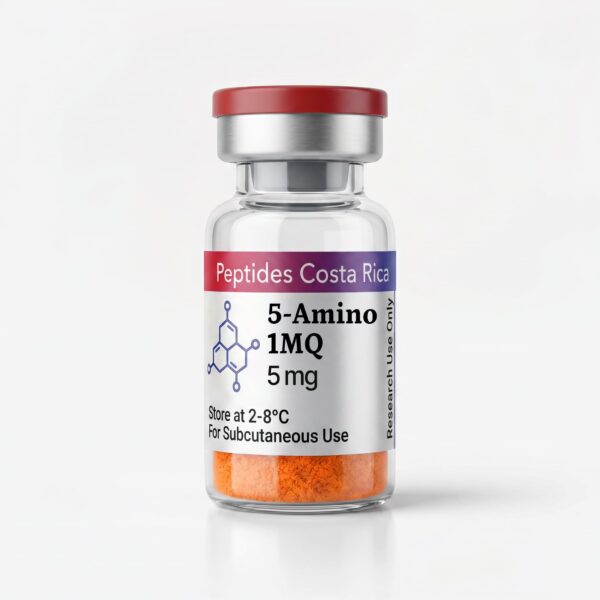 Peptides Costa Rica
5-Amino
1MQ
5 mg
Store at 2-8°C
For Subcutaneous Use
Research Use Only